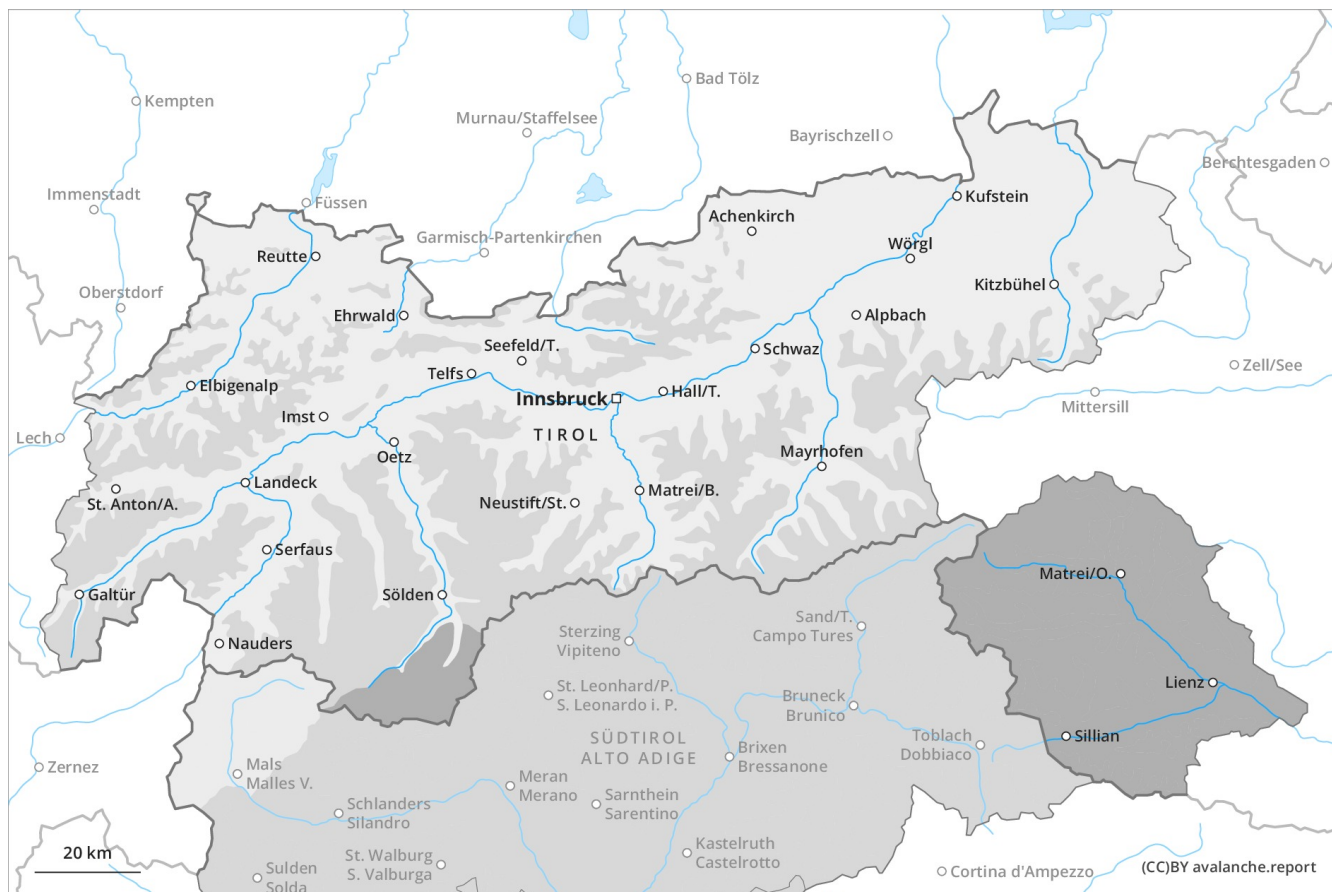 Kempten
Bad Tölz
Murnau/Staffelsee
Bayrischzell
Berchtesgaden
Immenstadt
Füssen
Kufstein
Achenkirch
Garmisch-Partenkirchen
Wörgl
Reutte
Oberstdorf
Kitzbühel
Ehrwald
Alpbach
Seefeld/T.
Schwaz
Zell/See
Telfs
Elbigenalp
Innsbruck
Hall/T.
Mittersill
Imst
TIROL
Lech
Oetz
Mayrhofen
Landeck
Matrei/B.
St. Anton/A.
Neustift/St.
Serfaus
Matrei/O.
Galtür
Sölden
Sand/T.
Campo Tures
Sterzing
Vipiteno
Nauders
Lienz
St. Leonhard/P.
S. Leonardo i. P.
Bruneck
Brunico
Sillian
Toblach
Dobbiaco
SÜDTIROL
ALTO ADIGE
Brixen
Bressanone
Zernez
Mals
Malles V.
Meran
Merano
Schlanders
Silandro
Sarnthein
Sarentino
Kastelruth
Castelrotto
20 km
St. Walburg
S. Valburga
Sulden
Solda
Cortina d'Ampezzo
(CC)BY avalanche.report